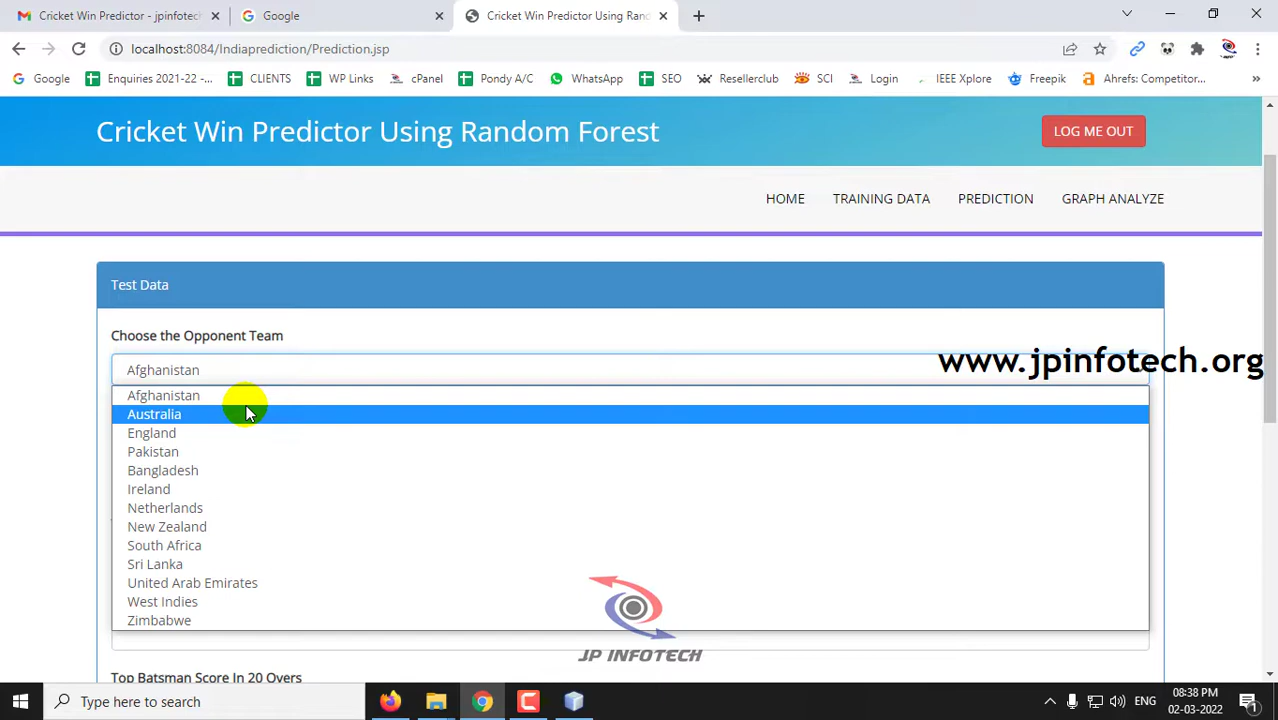 Cricket Win Predictor - jpinfotech
Google
Cricket Win Predictor Using Rand
localhost:8084/Indiaprediction/Prediction.jsp
Google
Enquiries 2021-22 -...
CLIENTS
WP Links
cPanel
Pondy A/C
WhatsApp
SEO
Resellerclub
SCI
Login
IEEE Xplore
Freepik
Ahrefs: Competitor...
Cricket Win Predictor Using Random Forest
LOG ME OUT
HOME
TRAINING DATA
PREDICTION
GRAPH ANALYZE
Test Data
Choose the Opponent Team
Afghanistan
www.jpinfotech.org
Afghanistan
Australia
England
Pakistan
Bangladesh
Ireland
Netherlands
New Zealand
South Africa
Sri Lanka
United Arab Emirates
West Indies
Zimbabwe
JP INFOTECH
Top Batsman Score In 20 Overs
Type here to search
ENG
08:38 PM
02-03-2022
1